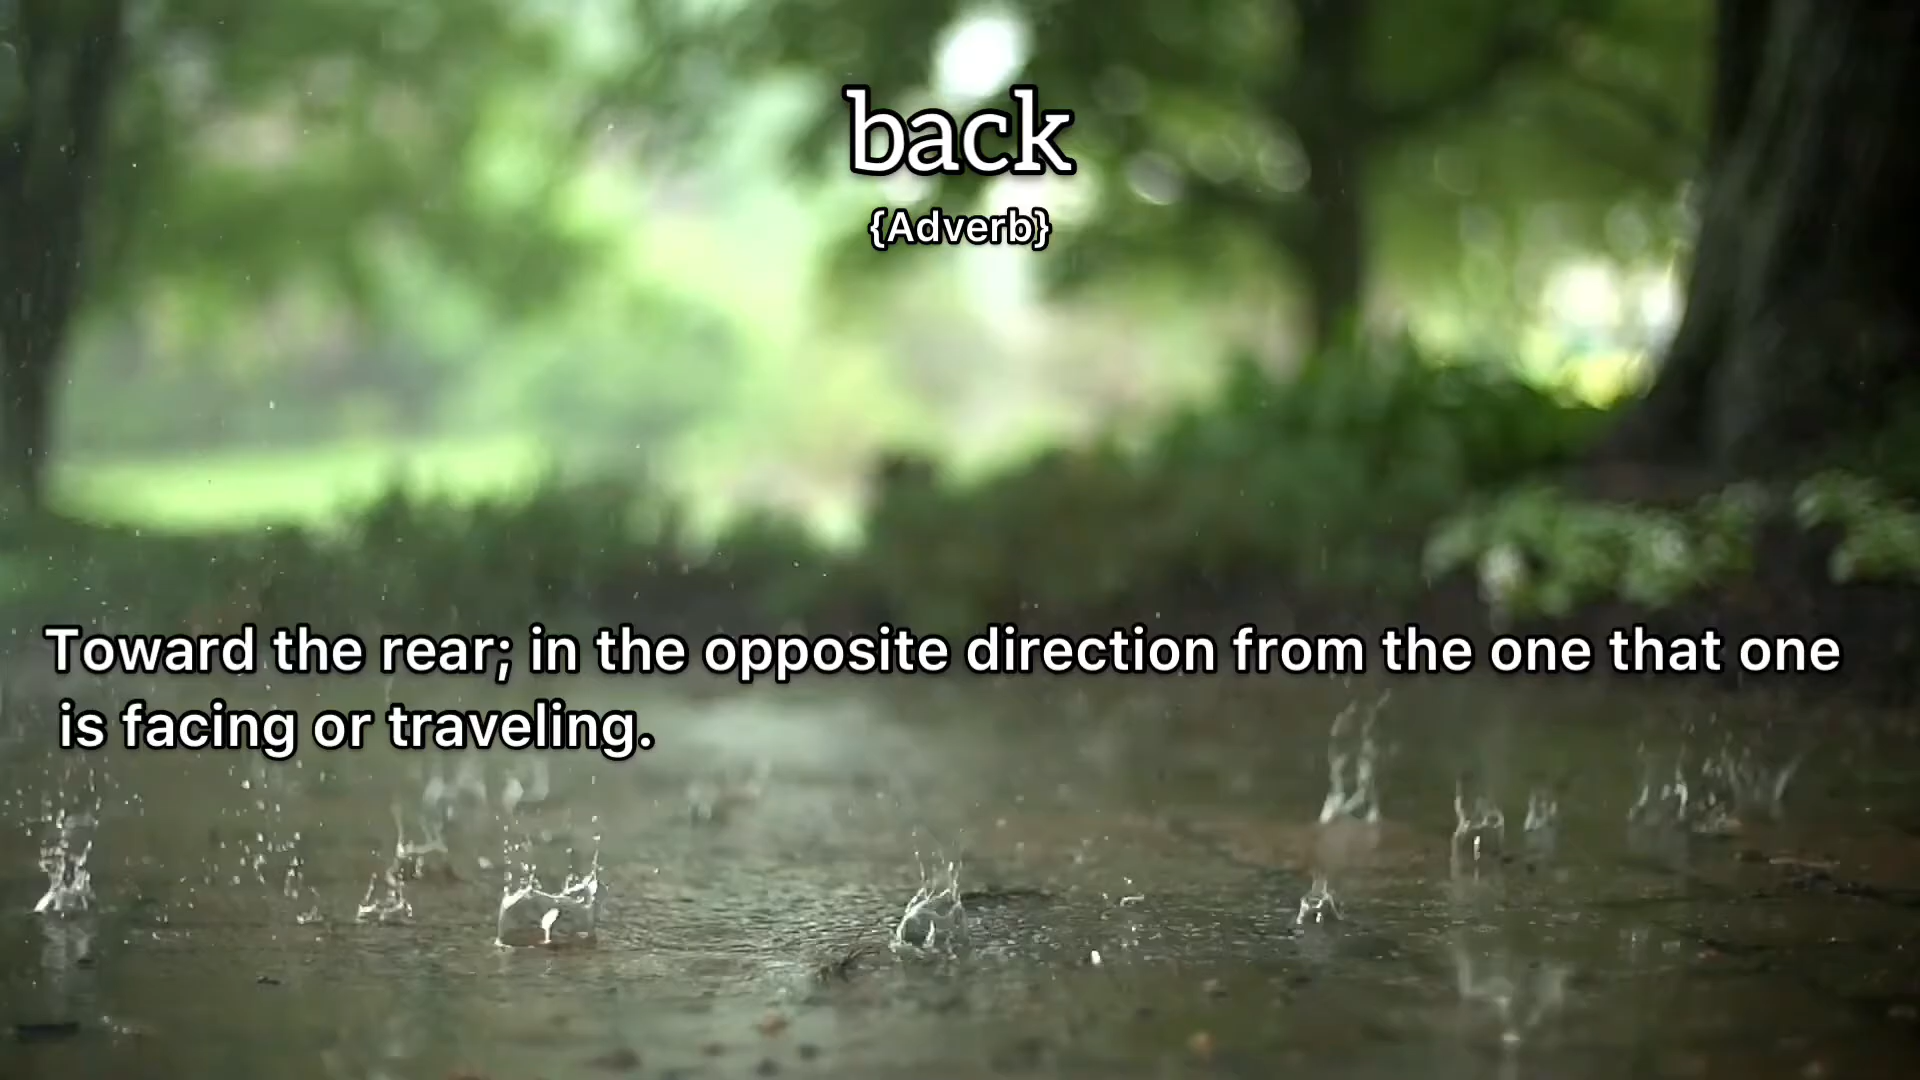 back
{Adverb}
Toward the rear; in the opposite direction from the one that one
is facing or traveling.